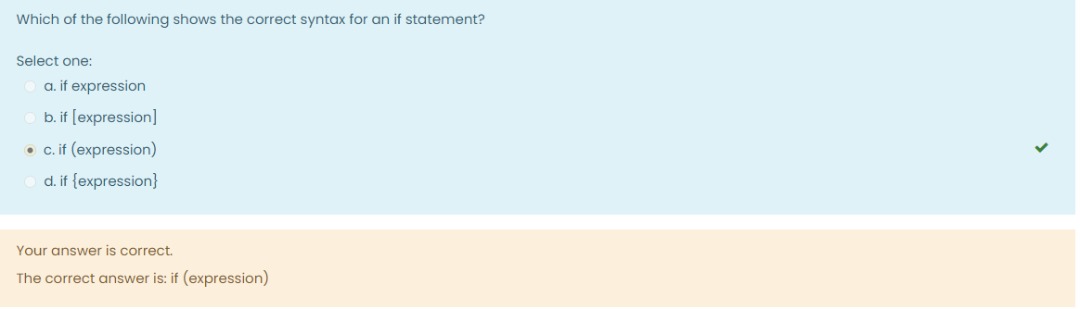 Which of the following shows the correct syntax for an if statement?
Select one:
a. if expression
b. if [expression]
c. if (expression)
d. if {expression}
Your answer is correct.
The correct answer is: if (expression)